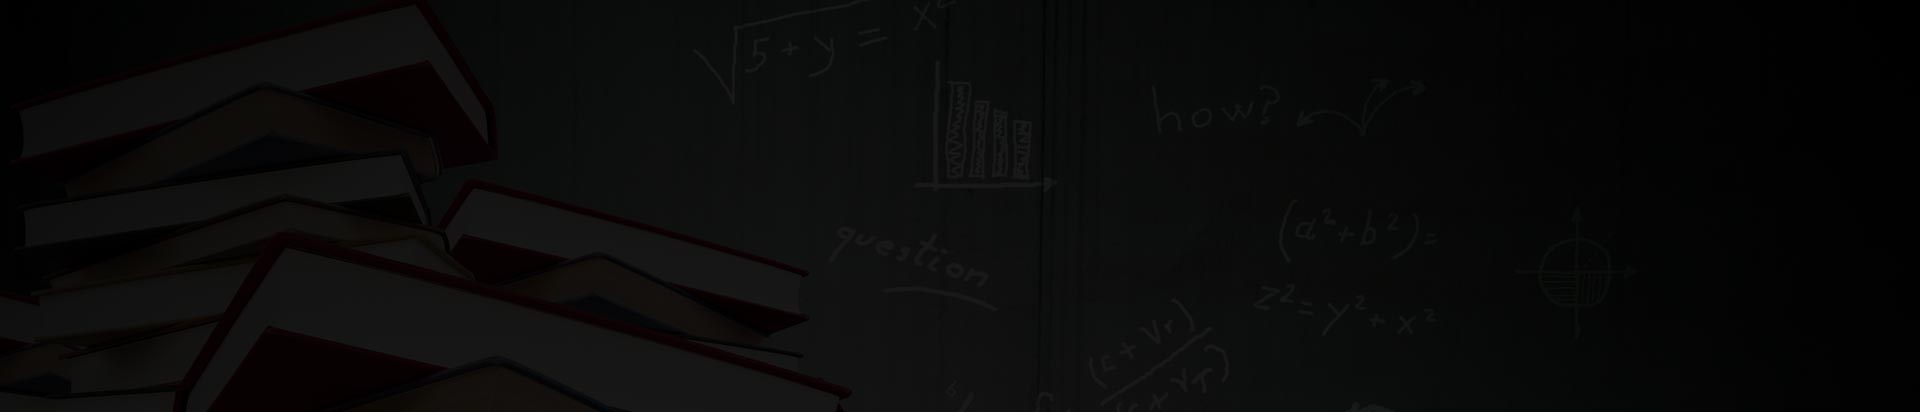 √5+y = x²
how?
(a²+b²)=
question
z²=y²+x²